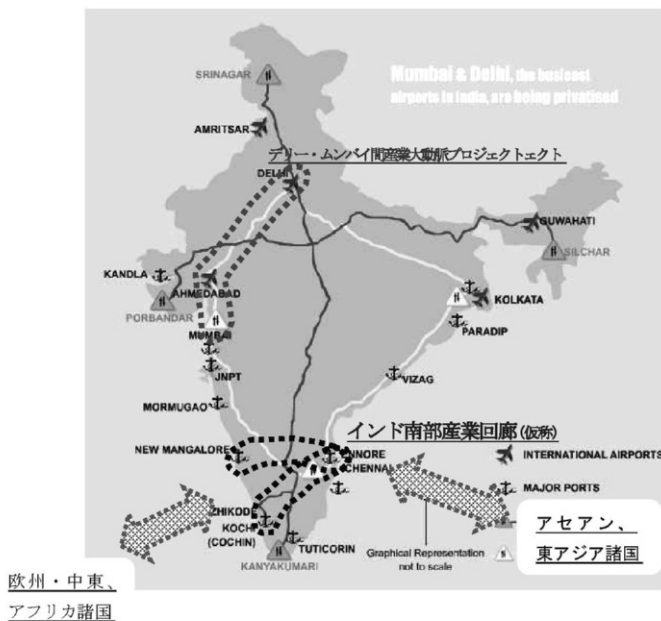 SRINAGAR
Mumbai & Delhi, the busiest
airports in India, are being privatised
AMRITSAR
デリー・ムンバイ間産業大動脈プロジェクトェクト
DELHI
GUWAHATI
SILCHAR
KANDLA
AHMEDABAD
PORBANDAR
KOLKATA
MUMBAI
PARADIP
JNPT
VIZAG
MORMUGAO
インド南部産業回廊(仮称)
NEW MANGALORE
ENNORE
INTERNATIONAL AIRPORTS
CHENNAI
MAJOR PORTS
ZHIKOD
KOCHI
(COCHIN)
TUTICORIN
Graphical Representation
not to scale
アセアン、
東アジア諸国
KANYAKUMARI
欧州・中東、
アフリカ諸国